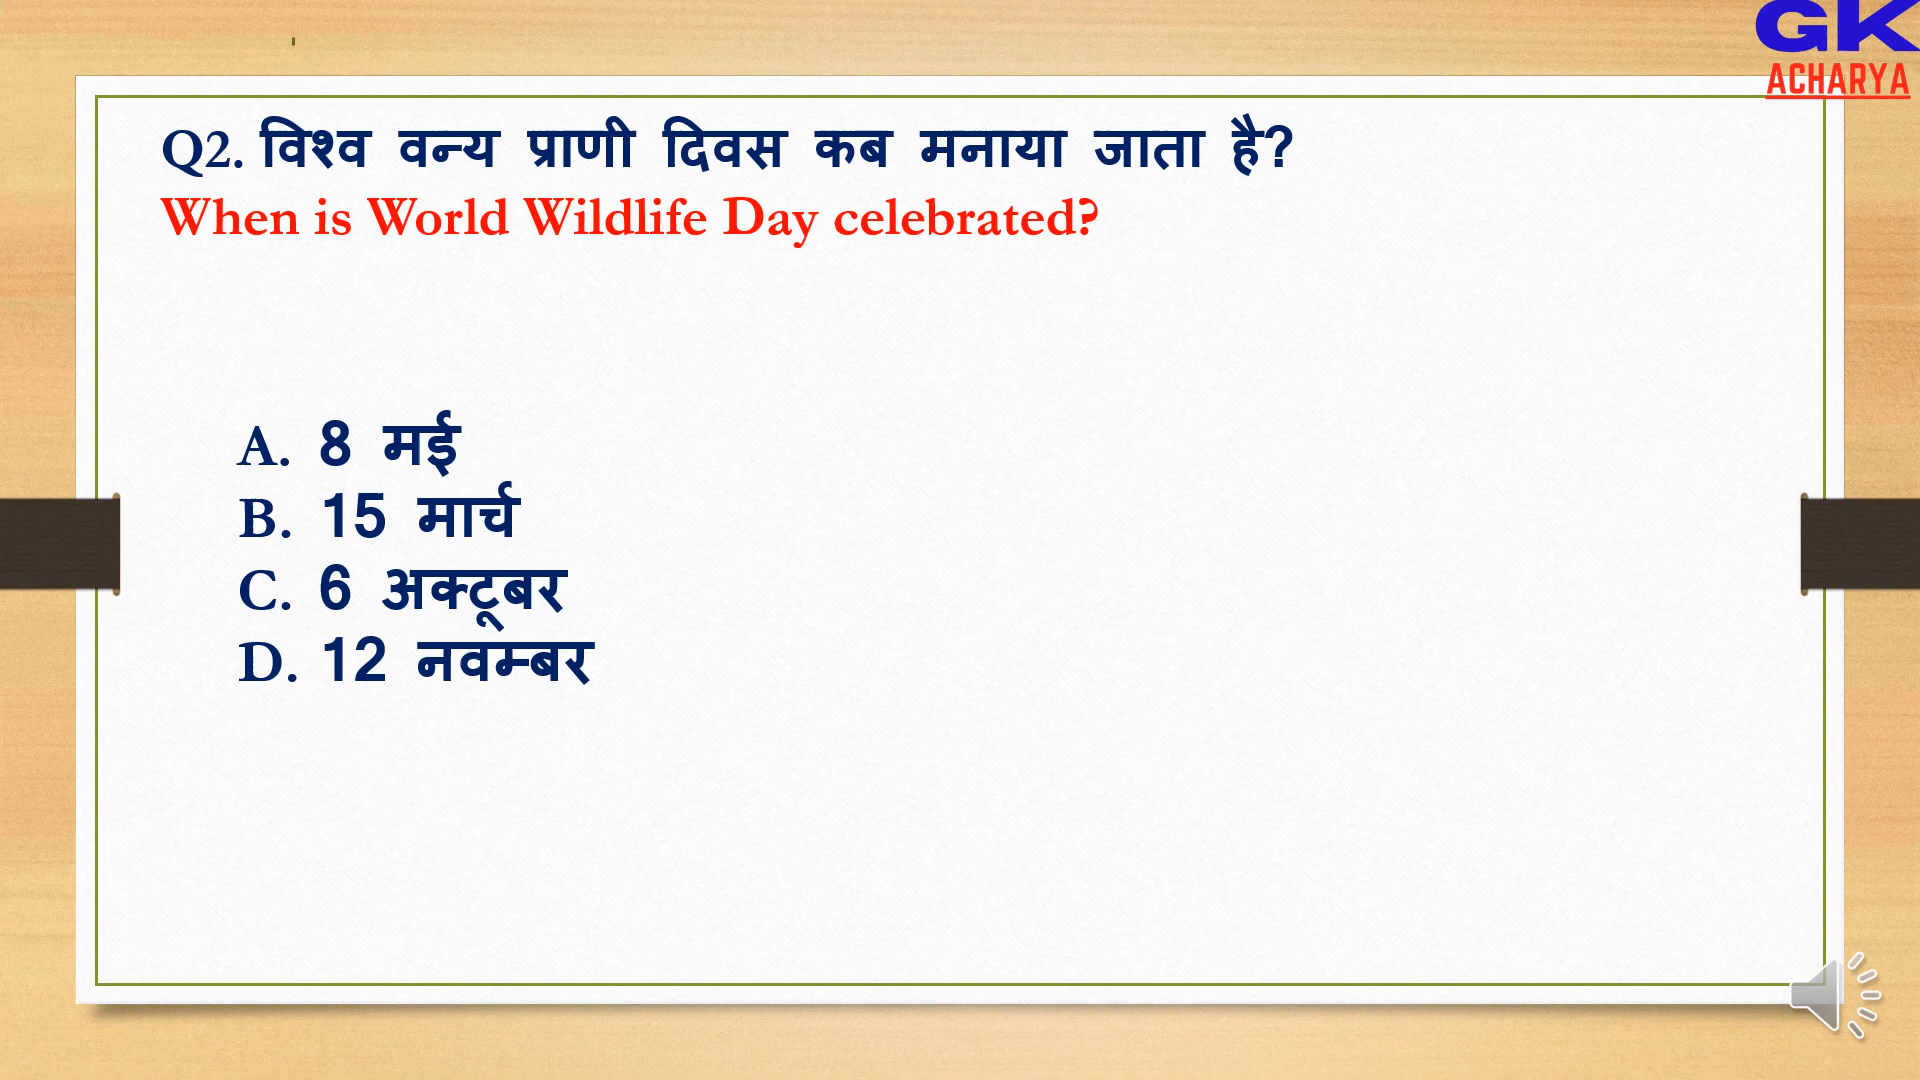 GK
ACHARYA
Q2. विश्व वन्य प्राणी दिवस कब मनाया जाता है?
When is World Wildlife Day celebrated?
A. 8 मई
B. 15 मार्च
C. 6 अक्टूबर
D. 12 नवम्बर